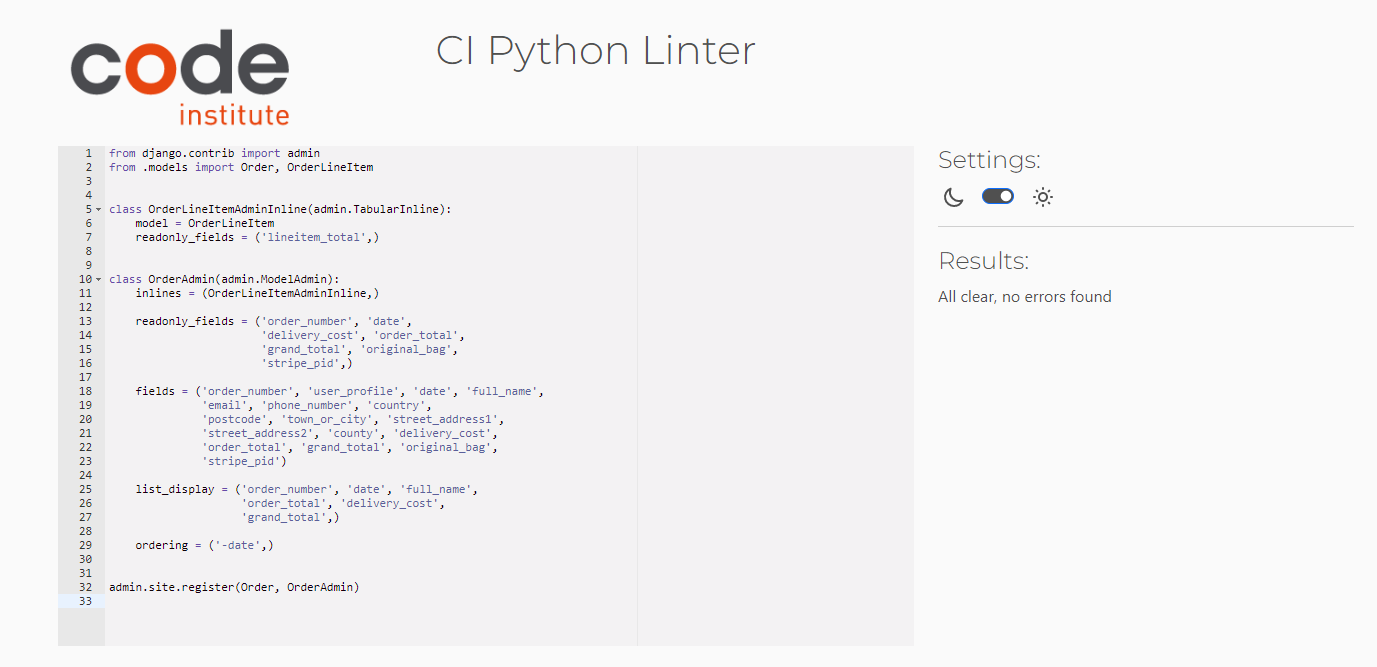 code
institute
CI Python Linter
1 from django.contrib import admin
2 from .models import Order, OrderLineItem
3
4
5 class OrderLineItemAdminInline(admin.TabularInline):
6     model = OrderLineItem
7     readonly_fields = ('lineitem_total',)
8
9
10 class OrderAdmin(admin.ModelAdmin):
11     inlines = (OrderLineItemAdminInline,)
12
13     readonly_fields = ('order_number', 'date',
14                        'delivery_cost', 'order_total',
15                        'grand_total', 'original_bag',
16                        'stripe_pid',)
17
18     fields = ('order_number', 'user_profile', 'date', 'full_name',
19               'email', 'phone_number', 'country',
20               'postcode', 'town_or_city', 'street_address1',
21               'street_address2', 'county', 'delivery_cost',
22               'order_total', 'grand_total', 'original_bag',
23               'stripe_pid')
24
25     list_display = ('order_number', 'date', 'full_name',
26                     'order_total', 'delivery_cost',
27                     'grand_total',)
28
29     ordering = ('-date',)
30
31
32 admin.site.register(Order, OrderAdmin)
33
Settings:
Results:
All clear, no errors found